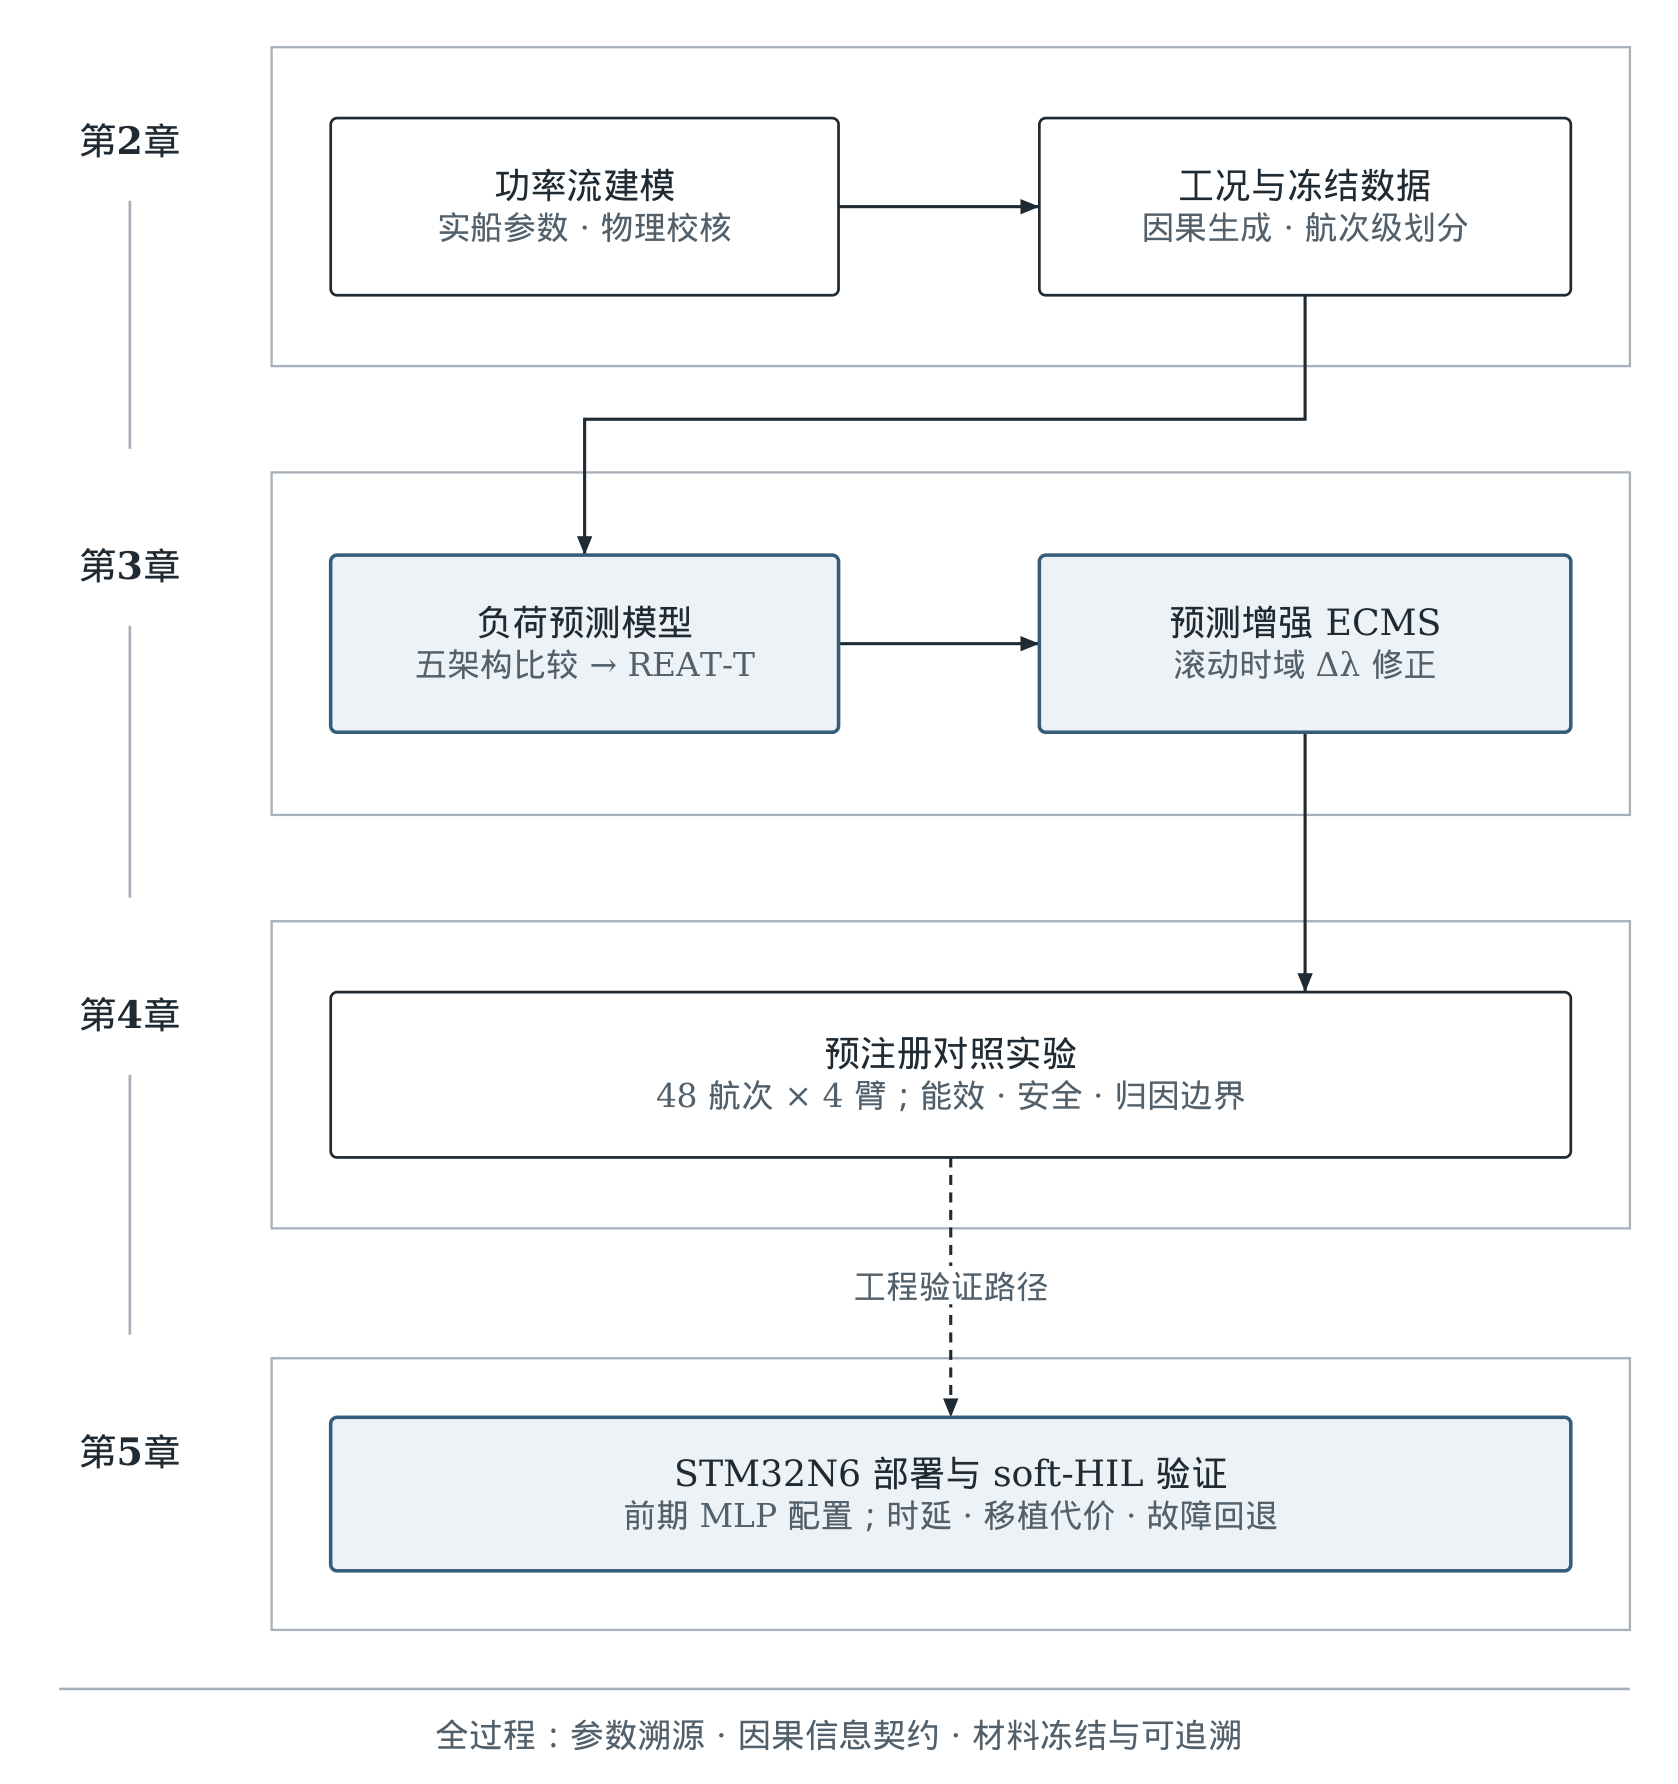 第2章
功率流建模
实船参数 · 物理校核
工况与冻结数据
因果生成 · 航次级划分
第3章
负荷预测模型
五架构比较 → REAT-T
预测增强 ECMS
滚动时域 Δλ 修正
第4章
预注册对照实验
48 航次 × 4 臂；能效 · 安全 · 归因边界
工程验证路径
第5章
STM32N6 部署与 soft-HIL 验证
前期 MLP 配置；时延 · 移植代价 · 故障回退
全过程：参数溯源 · 因果信息契约 · 材料冻结与可追溯